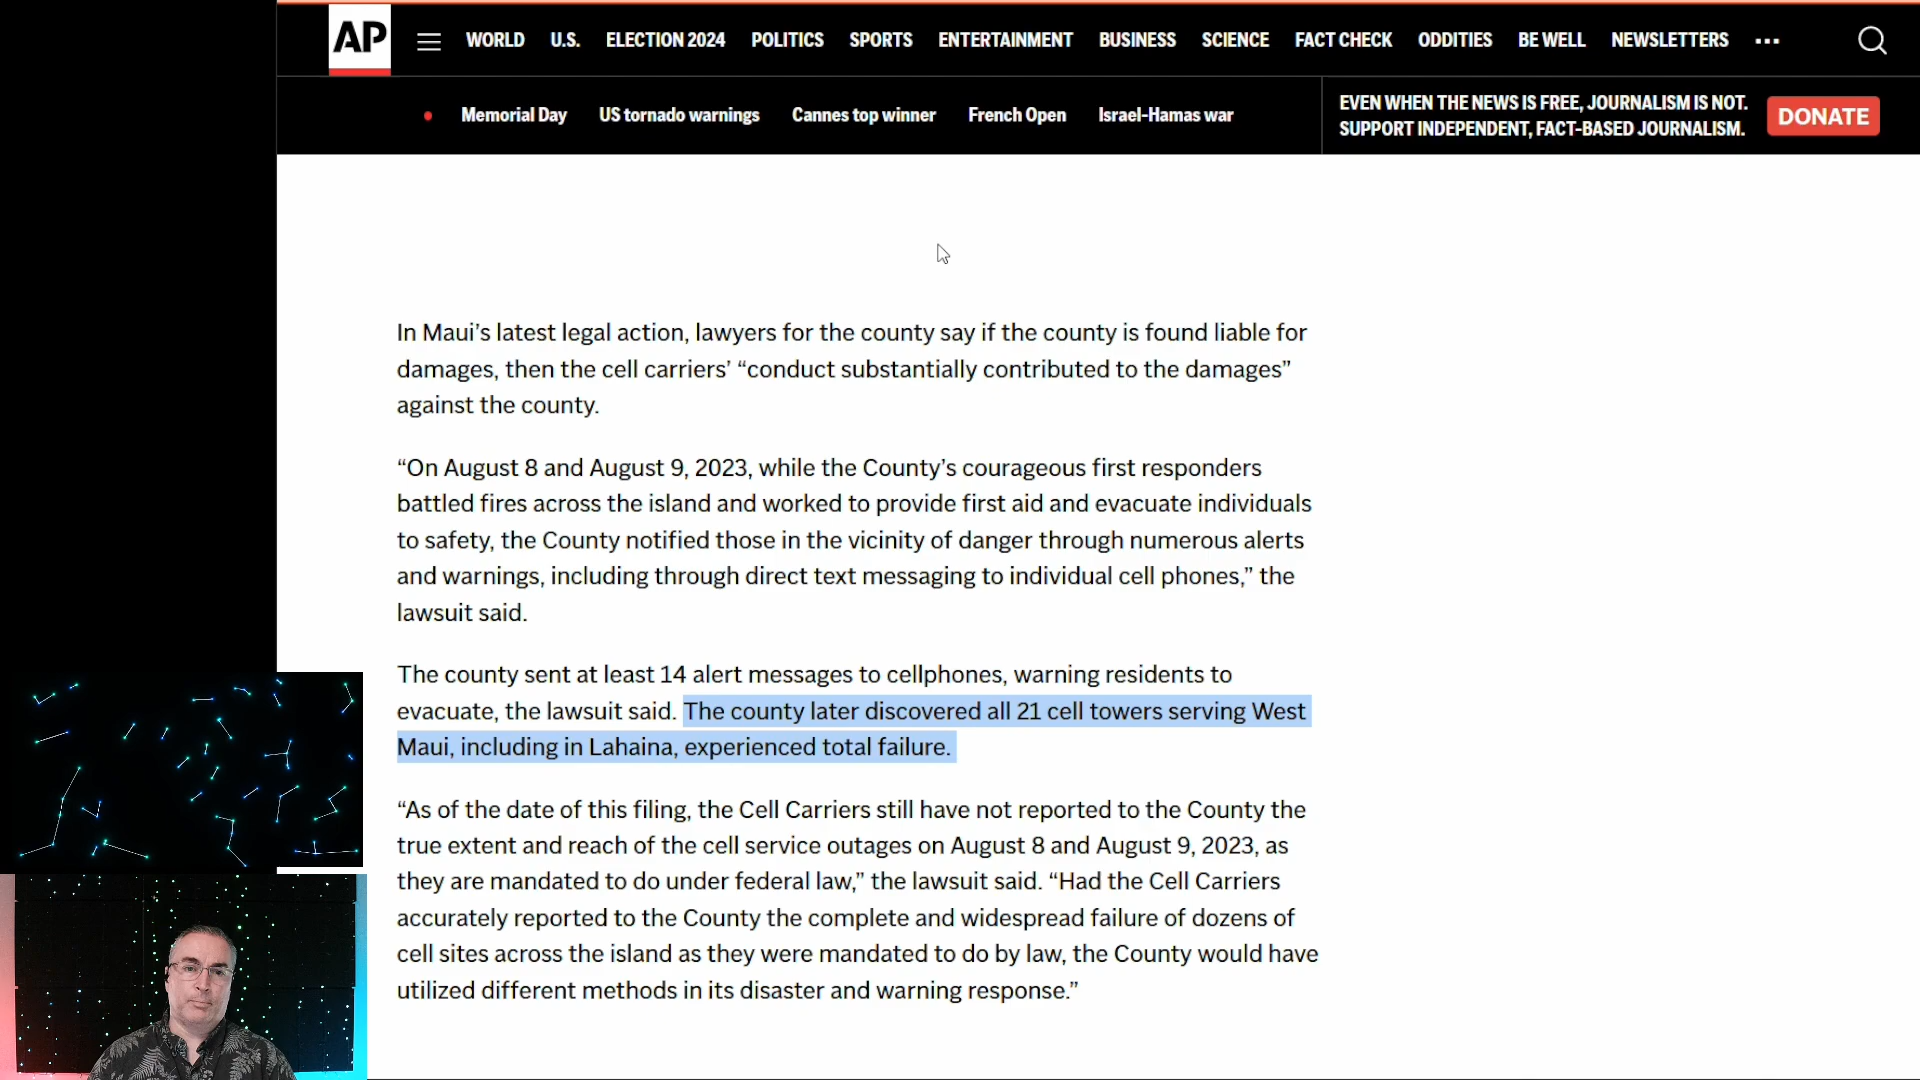 AP
WORLD U.S. ELECTION 2024 POLITICS SPORTS ENTERTAINMENT BUSINESS SCIENCE FACT CHECK ODDITIES BE WELL NEWSLETTERS ...
Memorial Day US tornado warnings Cannes top winner French Open Israel-Hamas war
EVEN WHEN THE NEWS IS FREE, JOURNALISM IS NOT.
SUPPORT INDEPENDENT, FACT-BASED JOURNALISM.
DONATE
In Maui’s latest legal action, lawyers for the county say if the county is found liable for
damages, then the cell carriers’ “conduct substantially contributed to the damages”
against the county.
“On August 8 and August 9, 2023, while the County’s courageous first responders
battled fires across the island and worked to provide first aid and evacuate individuals
to safety, the County notified those in the vicinity of danger through numerous alerts
and warnings, including through direct text messaging to individual cell phones,” the
lawsuit said.
The county sent at least 14 alert messages to cellphones, warning residents to
evacuate, the lawsuit said. The county later discovered all 21 cell towers serving West
Maui, including in Lahaina, experienced total failure.
“As of the date of this filing, the Cell Carriers still have not reported to the County the
true extent and reach of the cell service outages on August 8 and August 9, 2023, as
they are mandated to do under federal law,” the lawsuit said. “Had the Cell Carriers
accurately reported to the County the complete and widespread failure of dozens of
cell sites across the island as they were mandated to do by law, the County would have
utilized different methods in its disaster and warning response.”